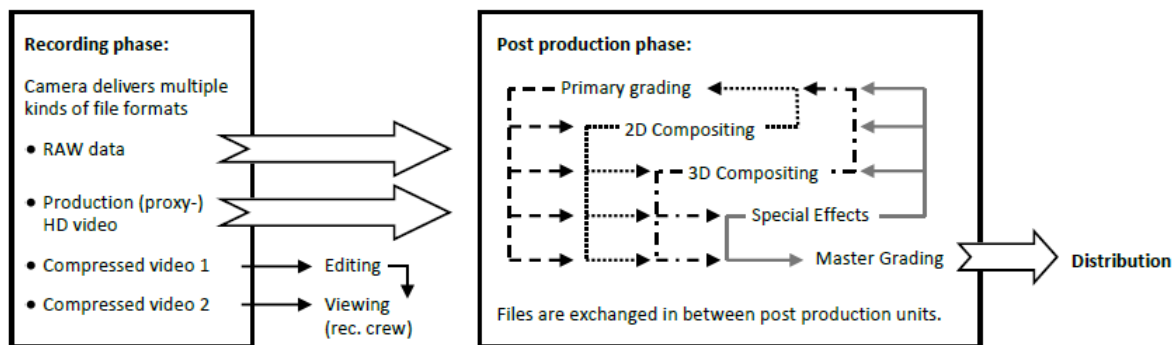 Recording phase:
Camera delivers multiple
kinds of file formats
• RAW data
• Production (proxy-)
HD video
• Compressed video 1
Editing
• Compressed video 2
Viewing
(rec. crew)
Post production phase:
Primary grading
2D Compositing
3D Compositing
Special Effects
Master Grading
Files are exchanged in between post production units.
Distribution